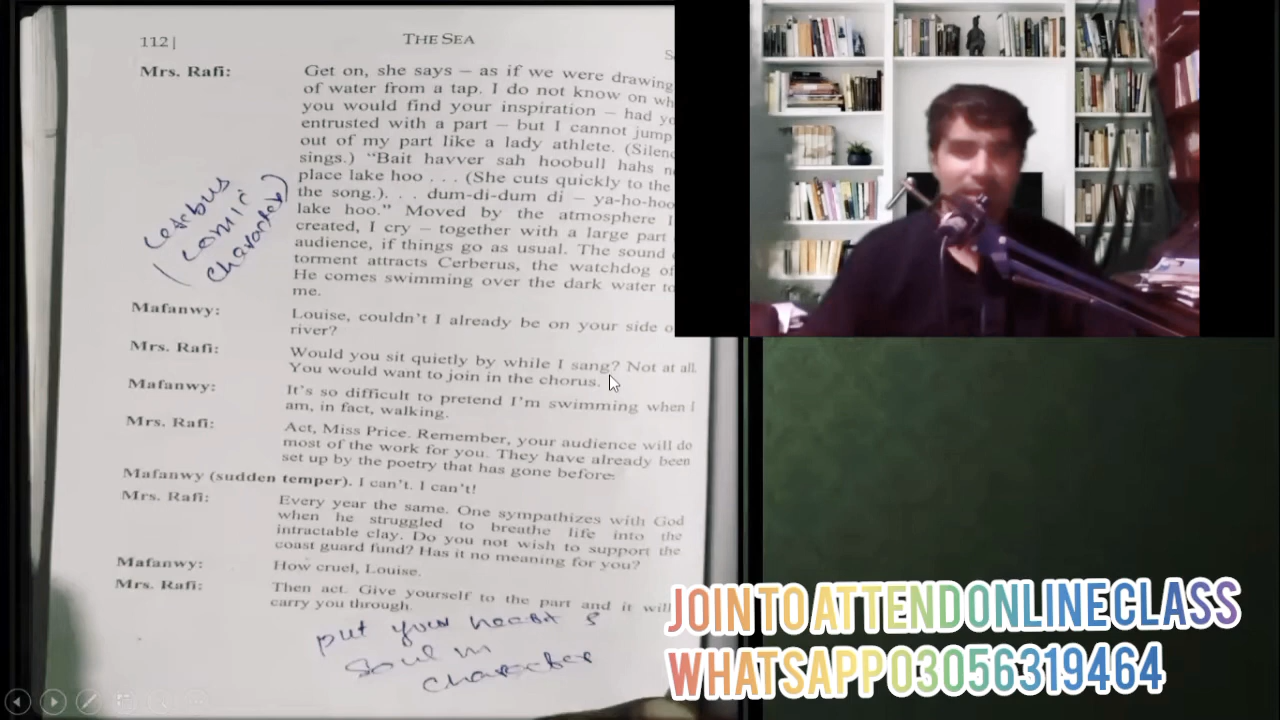 112|
THE SEA
Mrs. Rafi: Get on, she says – as if we were drawing
of water from a tap. I do not know on
you would find your inspiration – had
entrusted with a part – but I cannot jump
out of my part like a lady athlete.
sings.) "Bait havver sah hoobull hahs
place lake hoo . . . (She cuts quickly to the
the song.). . . dum-di-dum di – ya-ho-hoo
lake hoo." Moved by the atmosphere I
created, I cry – together with a large part
audience, if things go as usual. The sound
torment attracts Cerberus, the watchdog of
He comes swimming over the dark water to
me.
Mafanwy: Louise, couldn't I already be on your side
river?
Mrs. Rafi: Would you sit quietly by while I sang? Not at all.
You would want to join in the chorus.
Mafanwy: It's so difficult to pretend I'm swimming when I
am, in fact, walking.
Mrs. Rafi: Act, Miss Price. Remember, your audience will do
most of the work for you. They have already been
set up by the poetry that has gone before.
Mafanwy (sudden temper). I can't. I can't!
Mrs. Rafi: Every year the same. One sympathizes with God
when he struggled to breathe life into the
intractable clay. Do you not wish to support the
coast guard fund? Has it no meaning for you?
Mafanwy: How cruel, Louise.
Mrs. Rafi: Then act. Give yourself to the part and it will
carry you through.
(comic
character)
put your heart &
soul in
character
JOIN TO ATTEND ONLINE CLASS
WHATSAPP 03056319464